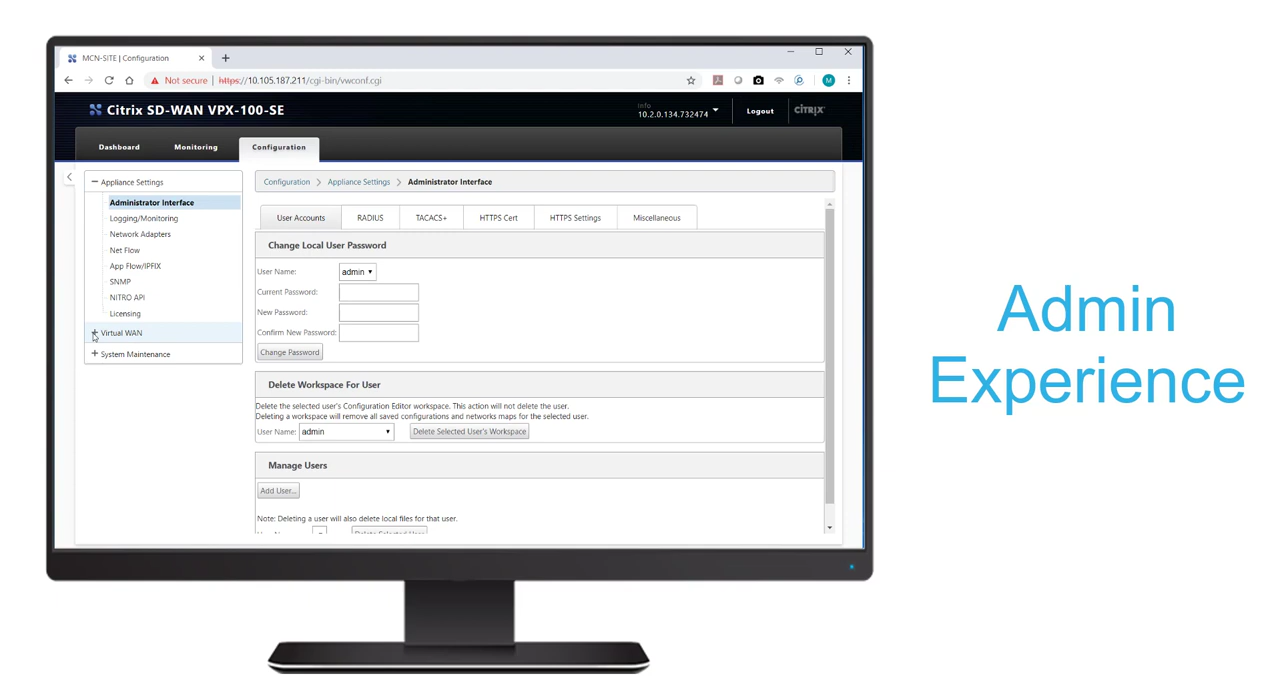 MCN-SITE | Configuration
Not secure | https://10.105.187.211/cgi-bin/vwconf.cgi
M
Citrix SD-WAN VPX-100-SE
Info
10.2.0.134.732474
Logout
CITRIX
Dashboard Monitoring Configuration
Appliance Settings
Administrator Interface
Logging/Monitoring
Network Adapters
Net Flow
App Flow/IPFIX
SNMP
NITRO API
Licensing
Virtual WAN
System Maintenance
Configuration > Appliance Settings > Administrator Interface
User Accounts RADIUS TACACS+ HTTPS Cert HTTPS Settings Miscellaneous
Change Local User Password
User Name: admin
Current Password:
New Password:
Confirm New Password:
Change Password
Delete Workspace For User
Delete the selected user's Configuration Editor workspace. This action will not delete the user.
Deleting a workspace will remove all saved configurations and networks maps for the selected user.
User Name: admin Delete Selected User's Workspace
Manage Users
Add User...
Note: Deleting a user will also delete local files for that user.
Admin
Experience